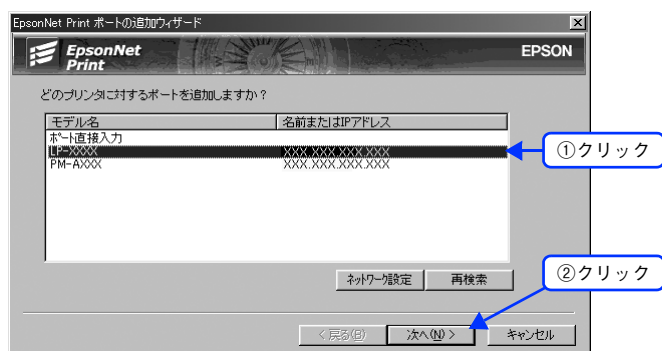 EpsonNet Print ポートの追加ウィザード
EpsonNet
Print
EPSON
どのプリンタに対するポートを追加しますか？
モデル名 名前またはIPアドレス
ﾎﾟｰﾄ直接入力
LP-XXXX XXX.XXX.XXX.XXX
PM-AXXX XXX.XXX.XXX.XXX
①クリック
ﾈｯﾄﾜｰｸ設定 再検索
②クリック
< 戻る(B) 次へ(N) > キャンセル